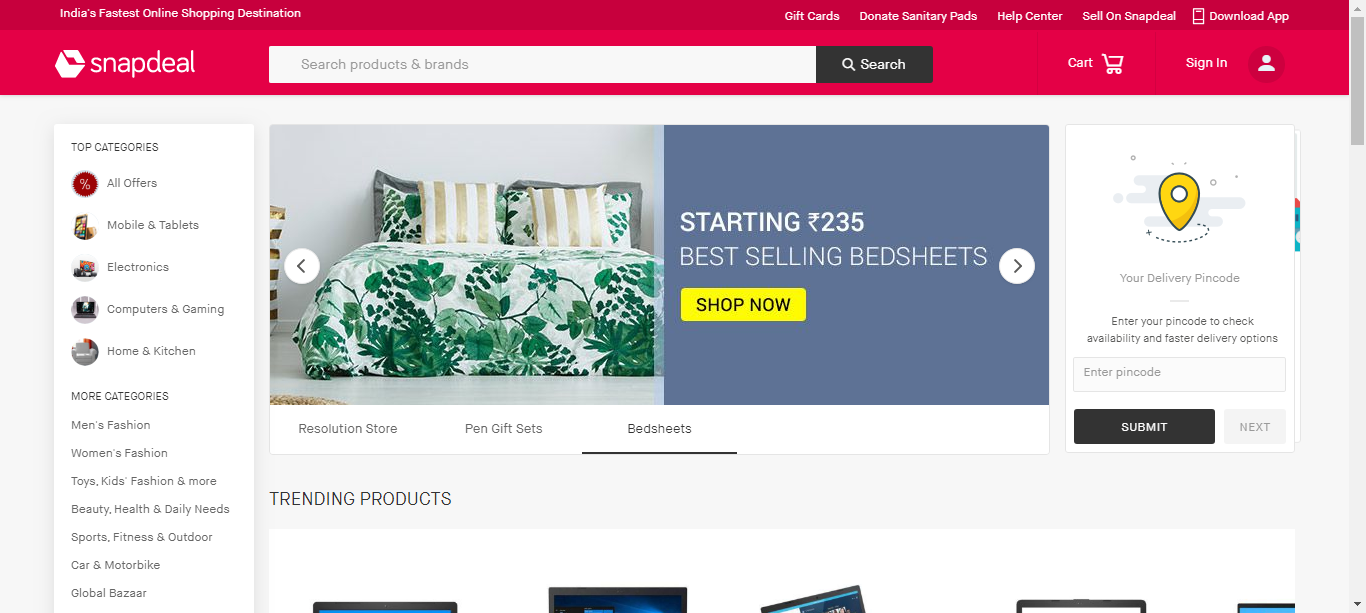 India's Fastest Online Shopping Destination
Gift Cards
Donate Sanitary Pads
Help Center
Sell On Snapdeal
Download App
snapdeal
Search products & brands
Search
Cart
Sign In
TOP CATEGORIES
%
All Offers
Mobile & Tablets
Electronics
Computers & Gaming
Home & Kitchen
MORE CATEGORIES
Men's Fashion
Women's Fashion
Toys, Kids' Fashion & more
Beauty, Health & Daily Needs
Sports, Fitness & Outdoor
Car & Motorbike
Global Bazaar
STARTING ₹235
BEST SELLING BEDSHEETS
SHOP NOW
Resolution Store
Pen Gift Sets
Bedsheets
Your Delivery Pincode
Enter your pincode to check
availability and faster delivery options
Enter pincode
SUBMIT
NEXT
TRENDING PRODUCTS